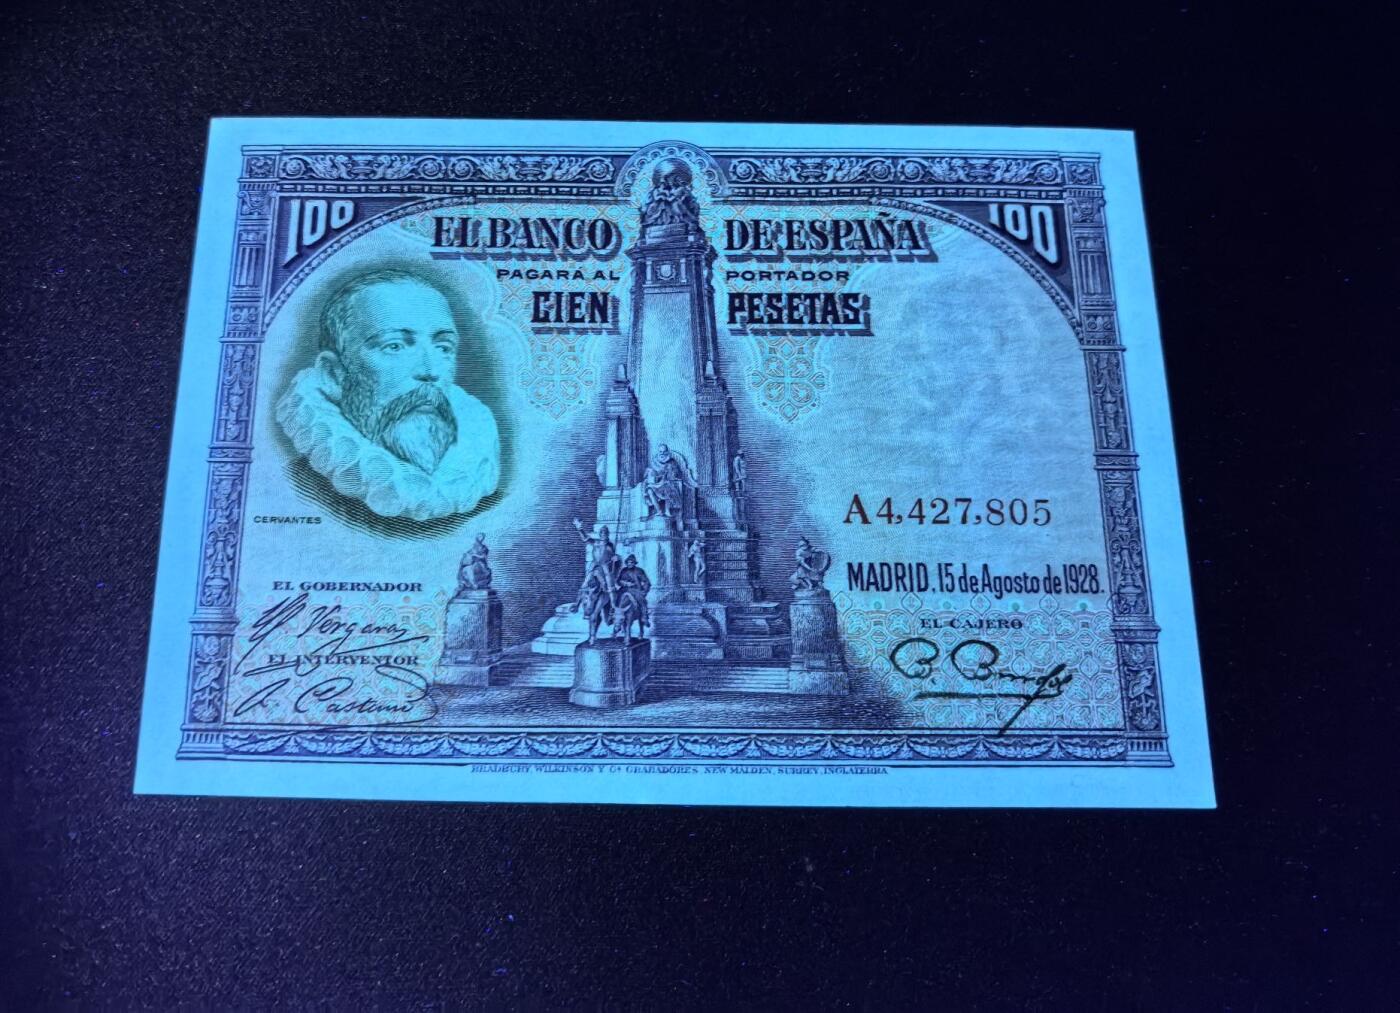 100 100
EL BANCO DE ESPAÑA
PAGARÁ AL PORTADOR
CIEN PESETAS
CERVANTES
A4,427,805
MADRID, 15 de Agosto de 1928.
EL GOBERNADOR
EL CAJERO
EL INTERVENTOR
BRADBURY, WILKINSON Y Cª GRABADORES, NEW MALDEN, SURREY, INGLATERRA